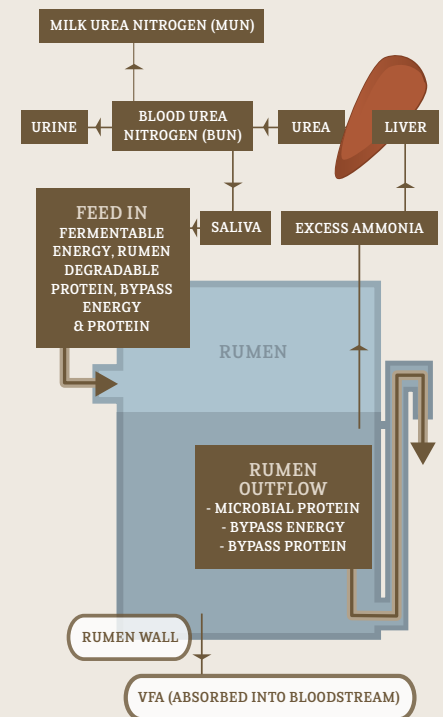 MILK UREA NITROGEN (MUN)
URINE
BLOOD UREA
NITROGEN (BUN)
UREA
LIVER
FEED IN
FERMENTABLE
ENERGY, RUMEN
DEGRADABLE
PROTEIN, BYPASS
ENERGY
& PROTEIN
SALIVA
EXCESS AMMONIA
RUMEN
RUMEN
OUTFLOW
- MICROBIAL PROTEIN
- BYPASS ENERGY
- BYPASS PROTEIN
RUMEN WALL
VFA (ABSORBED INTO BLOODSTREAM)